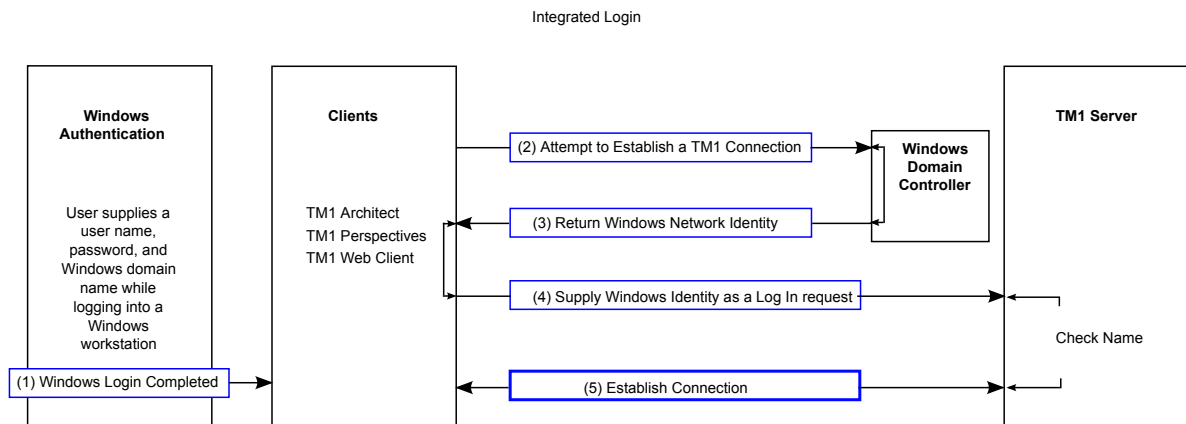 Integrated Login
Windows
Authentication
User supplies a
user name,
password, and
Windows domain
name while
logging into a
Windows
workstation
(1) Windows Login Completed
Clients
TM1 Architect
TM1 Perspectives
TM1 Web Client
(2) Attempt to Establish a TM1 Connection
(3) Return Windows Network Identity
(4) Supply Windows Identity as a Log In request
(5) Establish Connection
Windows
Domain
Controller
TM1 Server
Check Name